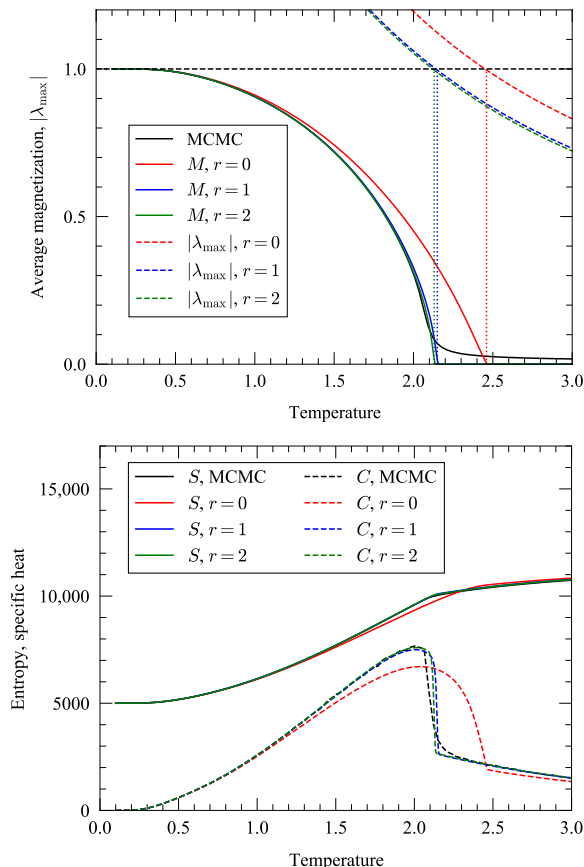 Average magnetization, |λmax|
1.0
0.5
0.0
MCMC
M, r = 0
M, r = 1
M, r = 2
|λmax|, r = 0
|λmax|, r = 1
|λmax|, r = 2
0.0 0.5 1.0 1.5 2.0 2.5 3.0
Temperature
Entropy, specific heat
15,000
10,000
5000
0
S, MCMC C, MCMC
S, r = 0 C, r = 0
S, r = 1 C, r = 1
S, r = 2 C, r = 2
0.0 0.5 1.0 1.5 2.0 2.5 3.0
Temperature